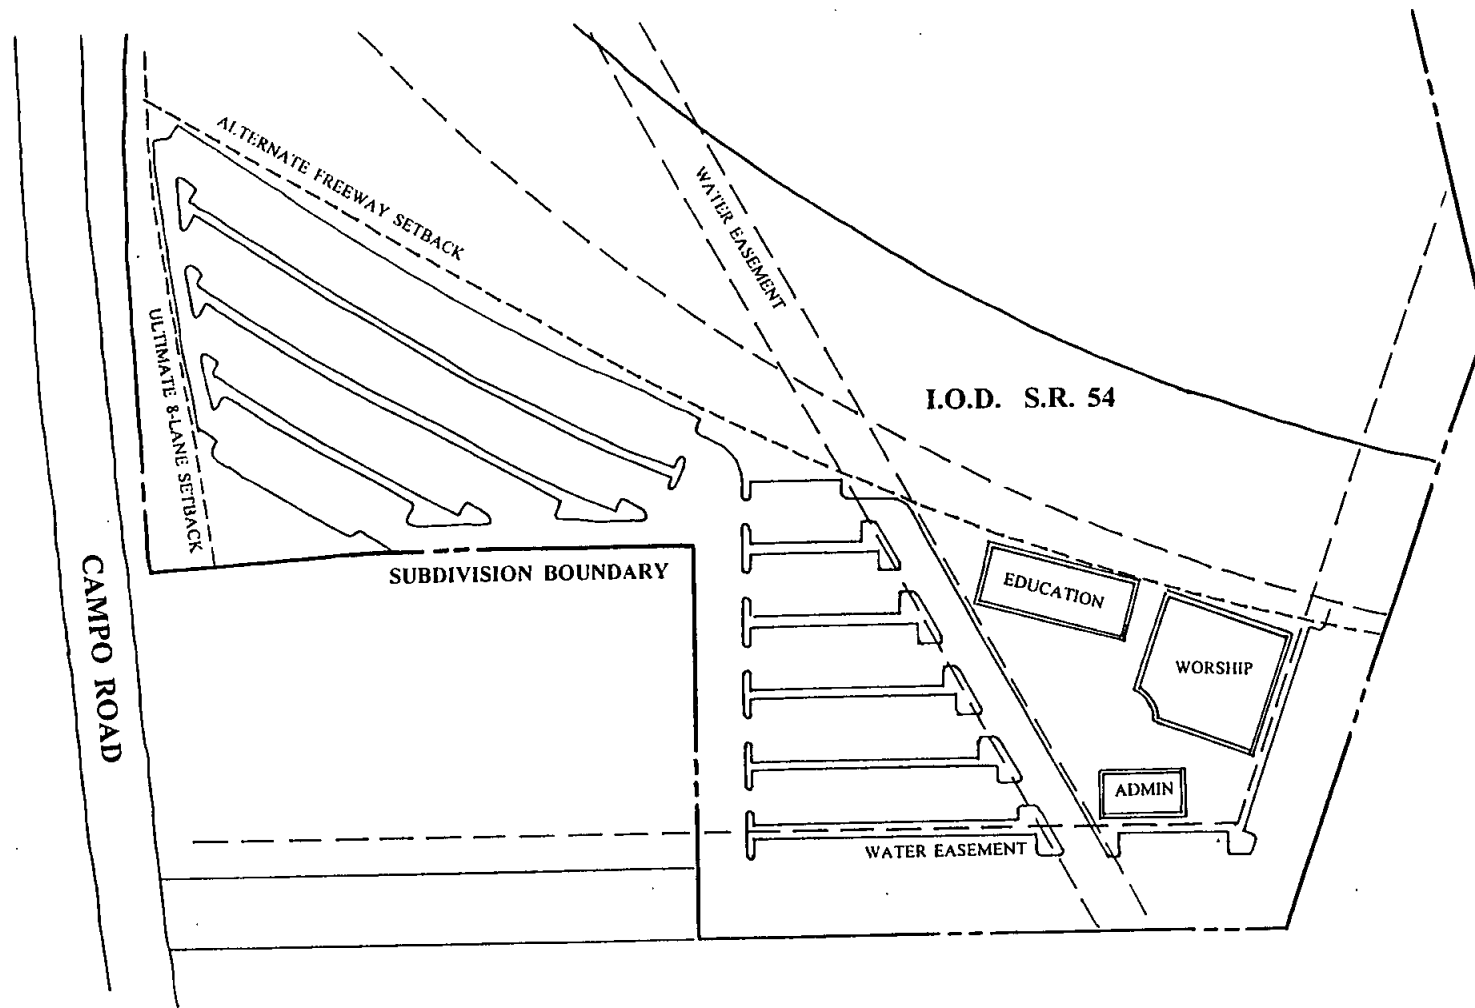 ALTERNATE FREEWAY SETBACK
WATER EASEMENT
ULTIMATE 8-LANE SETBACK
I.O.D. S.R. 54
CAMPO ROAD
SUBDIVISION BOUNDARY
EDUCATION
WORSHIP
ADMIN
WATER EASEMENT